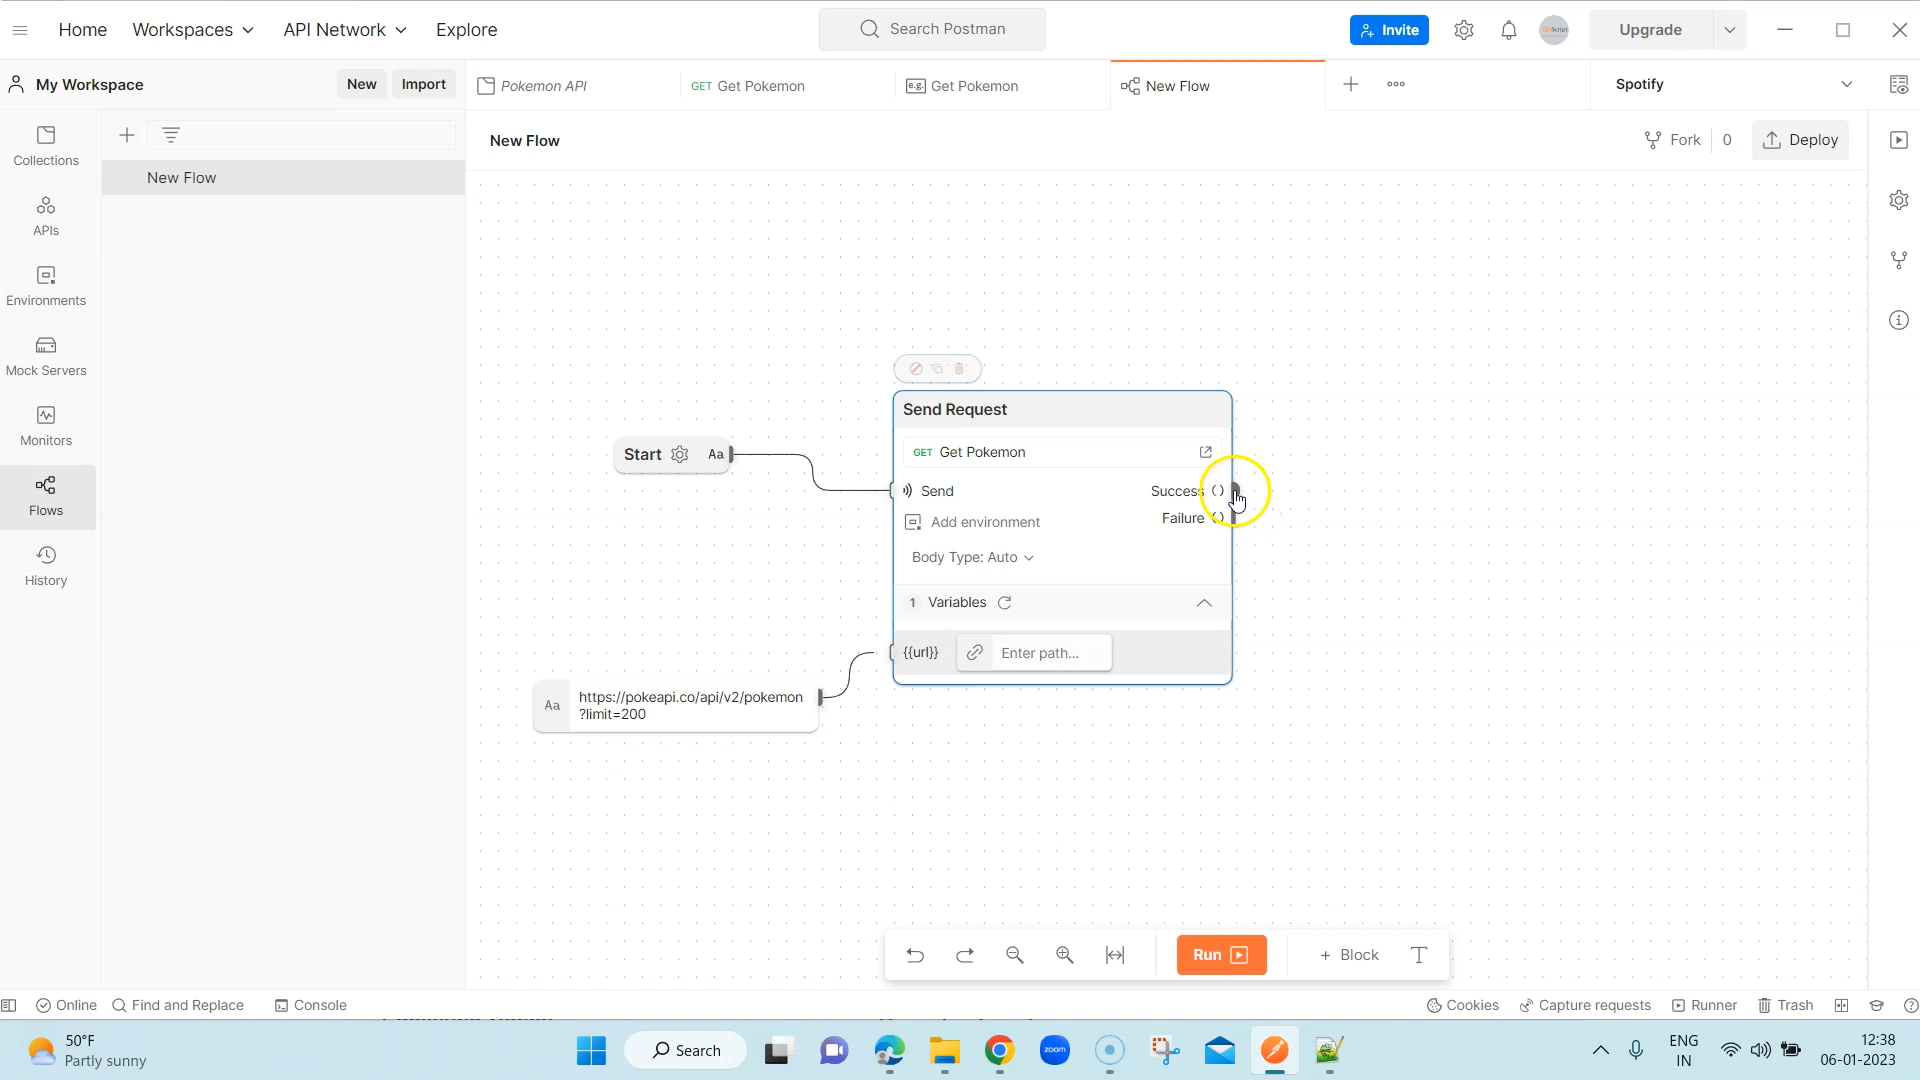 Home
Workspaces
API Network
Explore
Search Postman
Invite
Upgrade
My Workspace
New
Import
Pokemon API
GET Get Pokemon
e.g. Get Pokemon
New Flow
Spotify
Collections
APIs
Environments
Mock Servers
Monitors
Flows
History
New Flow
New Flow
Fork
0
Deploy
Start
Aa
Send Request
GET Get Pokemon
Send
Success
Add environment
Failure
Body Type: Auto
1 Variables
{{url}}
Enter path...
Aa
https://pokeapi.co/api/v2/pokemon
?limit=200
Run
+ Block
T
Online
Find and Replace
Console
Cookies
Capture requests
Runner
Trash
50°F
Partly sunny
Search
zoom
ENG
IN
12:38
06-01-2023